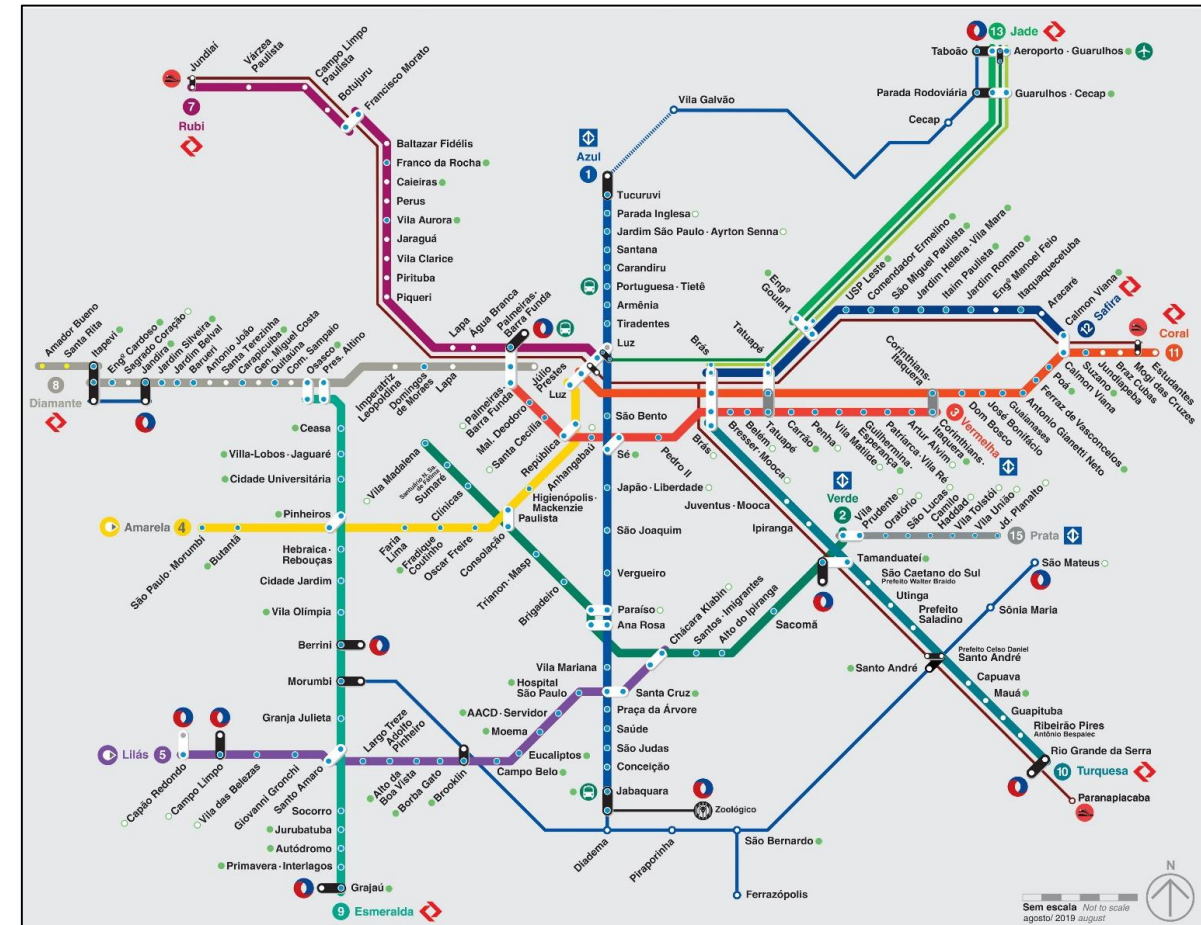 Jundiaí
Várzea
Paulista
Campo Limpo
Paulista
Botujuru
Francisco Morato
7
Rubi
Baltazar Fidélis
Franco da Rocha
Caieiras
Perus
Vila Aurora
Jaraguá
Vila Clarice
Pirituba
Piqueri
Lapa
Água Branca
Palmeiras-
Barra Funda
13 Jade
Taboão
Aeroporto · Guarulhos
Parada Rodoviária
Guarulhos · Cecap
Cecap
Vila Galvão
Azul
1
Tucuruvi
Parada Inglesa
Jardim São Paulo · Ayrton Senna
Santana
Carandiru
Portuguesa · Tietê
Armênia
Tiradentes
Luz
Engº
Goulart
USP Leste
Comendador Ermelino
São Miguel Paulista
Jardim Helena · Vila Mara
Itaim Paulista
Jardim Romano
Engº Manoel Feio
Itaquaquecetuba
Aracaré
Calmon Viana
12
Safira
Coral
11
Amador Bueno
Santa Rita
Itapevi
Engº Cardoso
Sagrado Coração
Jandira
Jardim Silveira
Jardim Belval
Barueri
Antonio João
Santa Terezinha
Carapicuíba
Gen. Miguel Costa
Quitaúna
Com. Sampaio
Osasco
Pres. Altino
8
Diamante
Imperatriz
Leopoldina
Domingos
de Moraes
Lapa
Júlio
Prestes
Luz
Palmeiras-
Barra Funda
Mal. Deodoro
Santa Cecília
República
Anhangabaú
São Bento
Sé
Pedro II
Brás
Tatuapé
Brás
Bresser · Mooca
Belém
Tatuapé
Carrão
Penha
Vila Matilde
Guilhermina-
Esperança
Patriarca · Vila Ré
Artur Alvim
Corinthians-
Itaquera
Corinthians-
Itaquera
3
Vermelha
Dom Bosco
José Bonifácio
Guaianases
Antonio Gianetti Neto
Ferraz de Vasconcelos
Poá
Calmon Viana
Suzano
Jundiapeba
Braz Cubas
Mogi das Cruzes
Estudantes
Ceasa
Villa-Lobos · Jaguaré
Cidade Universitária
Pinheiros
Hebraica -
Rebouças
Cidade Jardim
Vila Olímpia
Berrini
Morumbi
Granja Julieta
Socorro
Jurubatuba
Autódromo
Primavera · Interlagos
Grajaú
9 Esmeralda
Amarela 4
São Paulo · Morumbi
Butantã
Faria
Lima
Fradique
Coutinho
Oscar Freire
Higienópolis -
Mackenzie
Paulista
Vila Madalena
Santuário N. Sa.
de Fátima
Sumaré
Clínicas
Consolação
Trianon · Masp
Brigadeiro
Japão · Liberdade
São Joaquim
Vergueiro
Paraíso
Ana Rosa
Vila Mariana
Santa Cruz
Praça da Árvore
Saúde
São Judas
Conceição
Jabaquara
Zoológico
Chácara Klabin
Santos · Imigrantes
Alto do Ipiranga
Sacomã
Tamanduateí
Verde
2
Vila
Prudente
Oratório
São Lucas
Camilo
Haddad
Vila Tolstói
Vila União
Jd. Planalto
15 Prata
Juventus · Mooca
Ipiranga
São Caetano do Sul
Prefeito Walter Braido
Utinga
Prefeito
Saladino
Prefeito Celso Daniel
Santo André
Capuava
Mauá
Guapituba
Ribeirão Pires
Antônio Bespalec
Rio Grande da Serra
10 Turquesa
Paranapiacaba
São Mateus
Sônia Maria
Santo André
Lilás 5
Capão Redondo
Campo Limpo
Vila das Belezas
Giovanni Gronchi
Santo Amaro
Largo Treze
Adolfo
Pinheiro
Alto da
Boa Vista
Borba Gato
Brooklin
Campo Belo
Eucaliptos
Moema
AACD · Servidor
Hospital
São Paulo
Diadema
Piraporinha
São Bernardo
Ferrazópolis
N
Sem escala Not to scale
agosto/ 2019 august